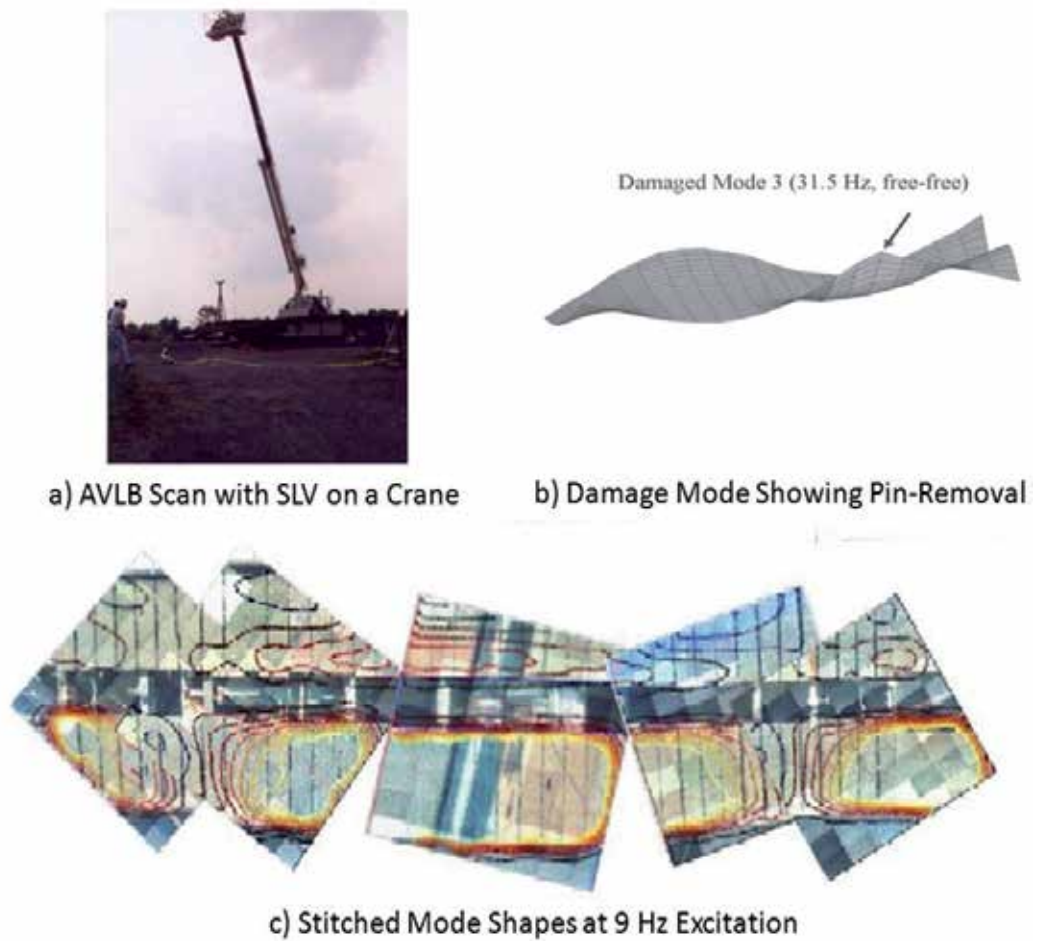 Damaged Mode 3 (31.5 Hz, free-free)
a) AVLB Scan with SLV on a Crane
b) Damage Mode Showing Pin-Removal
c) Stitched Mode Shapes at 9 Hz Excitation